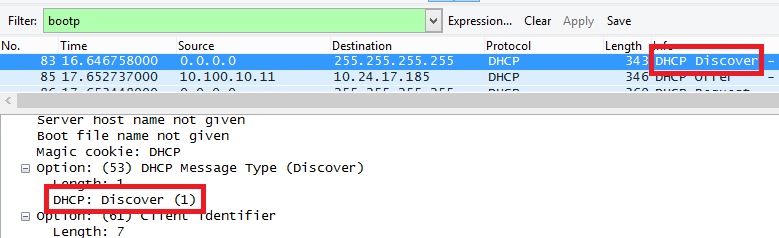 Filter: bootp Expression... Clear Apply Save
No. Time Source Destination Protocol Length Info
83 16.646758000 0.0.0.0 255.255.255.255 DHCP 343 DHCP Discover -
85 17.652737000 10.100.10.11 10.24.17.185 DHCP 346 DHCP Offer -
86 17.653448000 0.0.0.0 255.255.255.255 DHCP 369 DHCP Request
Server host name not given
Boot file name not given
Magic cookie: DHCP
Option: (53) DHCP Message Type (Discover)
Length: 1
DHCP: Discover (1)
Option: (61) Client identifier
Length: 7